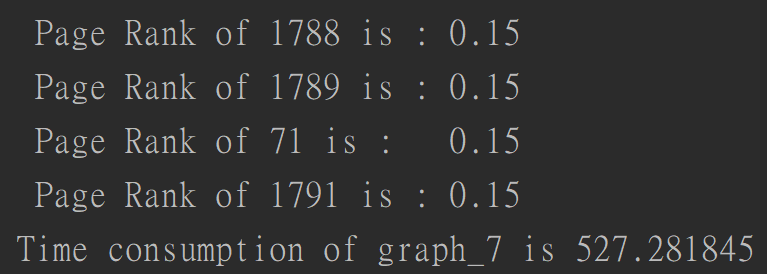 Page Rank of 1788 is : 0.15
Page Rank of 1789 is : 0.15
Page Rank of 71 is :   0.15
Page Rank of 1791 is : 0.15
Time consumption of graph_7 is 527.281845